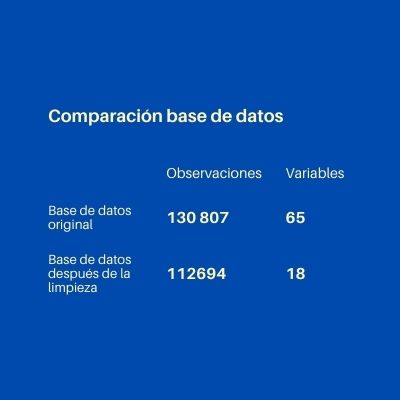 Comparación base de datos
Observaciones Variables
Base de datos
original
130 807 65
Base de datos
después de la
limpieza
112694 18